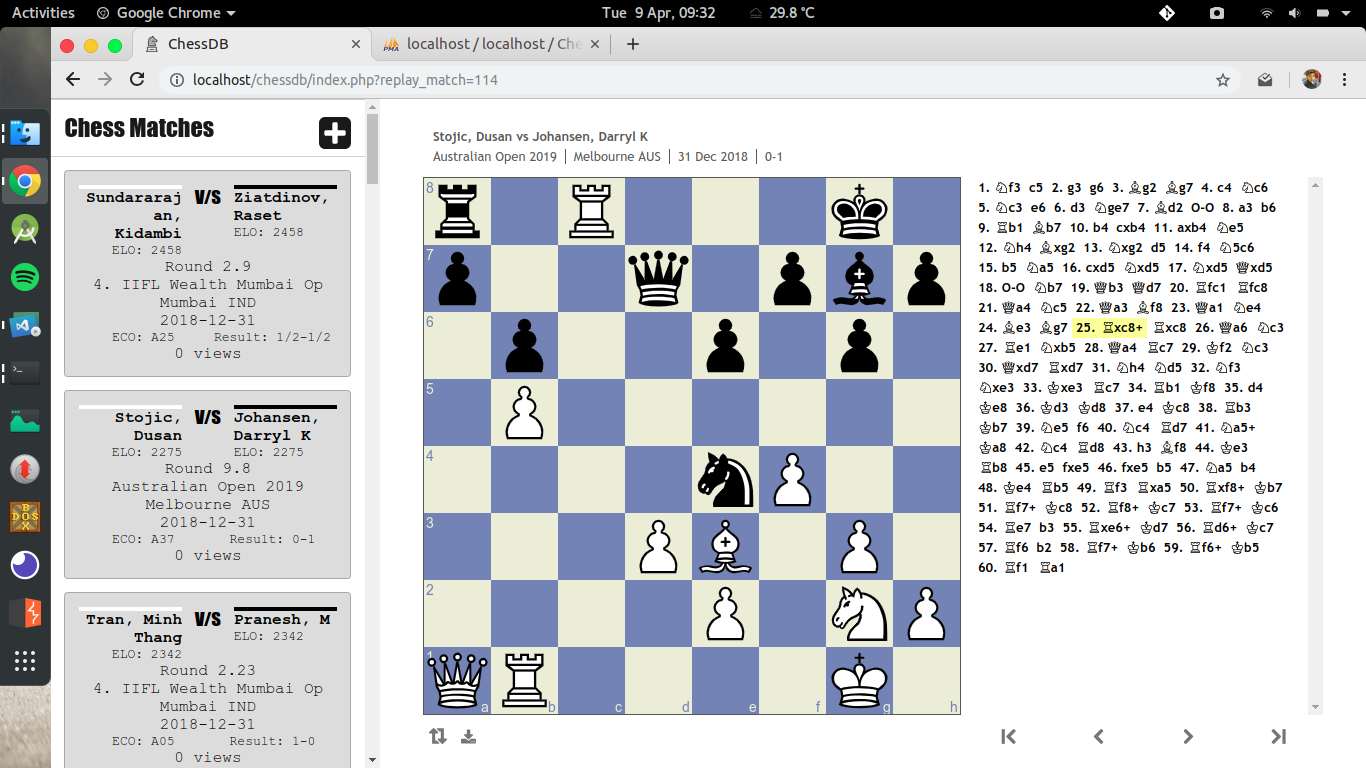 Activities Google Chrome Tue 9 Apr, 09:32 29.8 °C
ChessDB localhost / localhost / Che
localhost/chessdb/index.php?replay_match=114
Chess Matches
Sundararaj
an,
Kidambi
ELO: 2458
V/S
Ziatdinov,
Raset
ELO: 2458
Round 2.9
4. IIFL Wealth Mumbai Op
Mumbai IND
2018-12-31
ECO: A25 Result: 1/2-1/2
0 views
Stojic,
Dusan
ELO: 2275
V/S
Johansen,
Darryl K
ELO: 2275
Round 9.8
Australian Open 2019
Melbourne AUS
2018-12-31
ECO: A37 Result: 0-1
0 views
Tran, Minh
Thang
ELO: 2342
V/S
Pranesh, M
ELO: 2342
Round 2.23
4. IIFL Wealth Mumbai Op
Mumbai IND
2018-12-31
ECO: A05 Result: 1-0
0 views
Stojic, Dusan vs Johansen, Darryl K
Australian Open 2019 | Melbourne AUS | 31 Dec 2018 | 0-1
8
7
6
5
4
3
2
1
a b c d e f g h
1. ♘f3 c5 2. g3 g6 3. ♗g2 ♗g7 4. c4 ♘c6
5. ♘c3 e6 6. d3 ♘ge7 7. ♗d2 O-O 8. a3 b6
9. ♖b1 ♗b7 10. b4 cxb4 11. axb4 ♘e5
12. ♘h4 ♗xg2 13. ♘xg2 d5 14. f4 ♘5c6
15. b5 ♘a5 16. cxd5 ♘xd5 17. ♘xd5 ♕xd5
18. O-O ♘b7 19. ♕b3 ♕d7 20. ♖fc1 ♖fc8
21. ♕a4 ♘c5 22. ♕a3 ♗f8 23. ♕a1 ♘e4
24. ♗e3 ♗g7 25. ♖xc8+ ♖xc8 26. ♕a6 ♘c3
27. ♖e1 ♘xb5 28. ♕a4 ♖c7 29. ♔f2 ♘c3
30. ♕xd7 ♖xd7 31. ♘h4 ♘d5 32. ♘f3
♘xe3 33. ♔xe3 ♖c7 34. ♖b1 ♔f8 35. d4
♔e8 36. ♔d3 ♔d8 37. e4 ♔c8 38. ♖b3
♔b7 39. ♘e5 f6 40. ♘c4 ♖d7 41. ♘a5+
♔a8 42. ♘c4 ♖d8 43. h3 ♗f8 44. ♔e3
♖b8 45. e5 fxe5 46. fxe5 b5 47. ♘a5 b4
48. ♔e4 ♖b5 49. ♖f3 ♖xa5 50. ♖xf8+ ♔b7
51. ♖f7+ ♔c8 52. ♖f8+ ♔c7 53. ♖f7+ ♔c6
54. ♖e7 b3 55. ♖xe6+ ♔d7 56. ♖d6+ ♔c7
57. ♖f6 b2 58. ♖f7+ ♔b6 59. ♖f6+ ♔b5
60. ♖f1 ♖a1